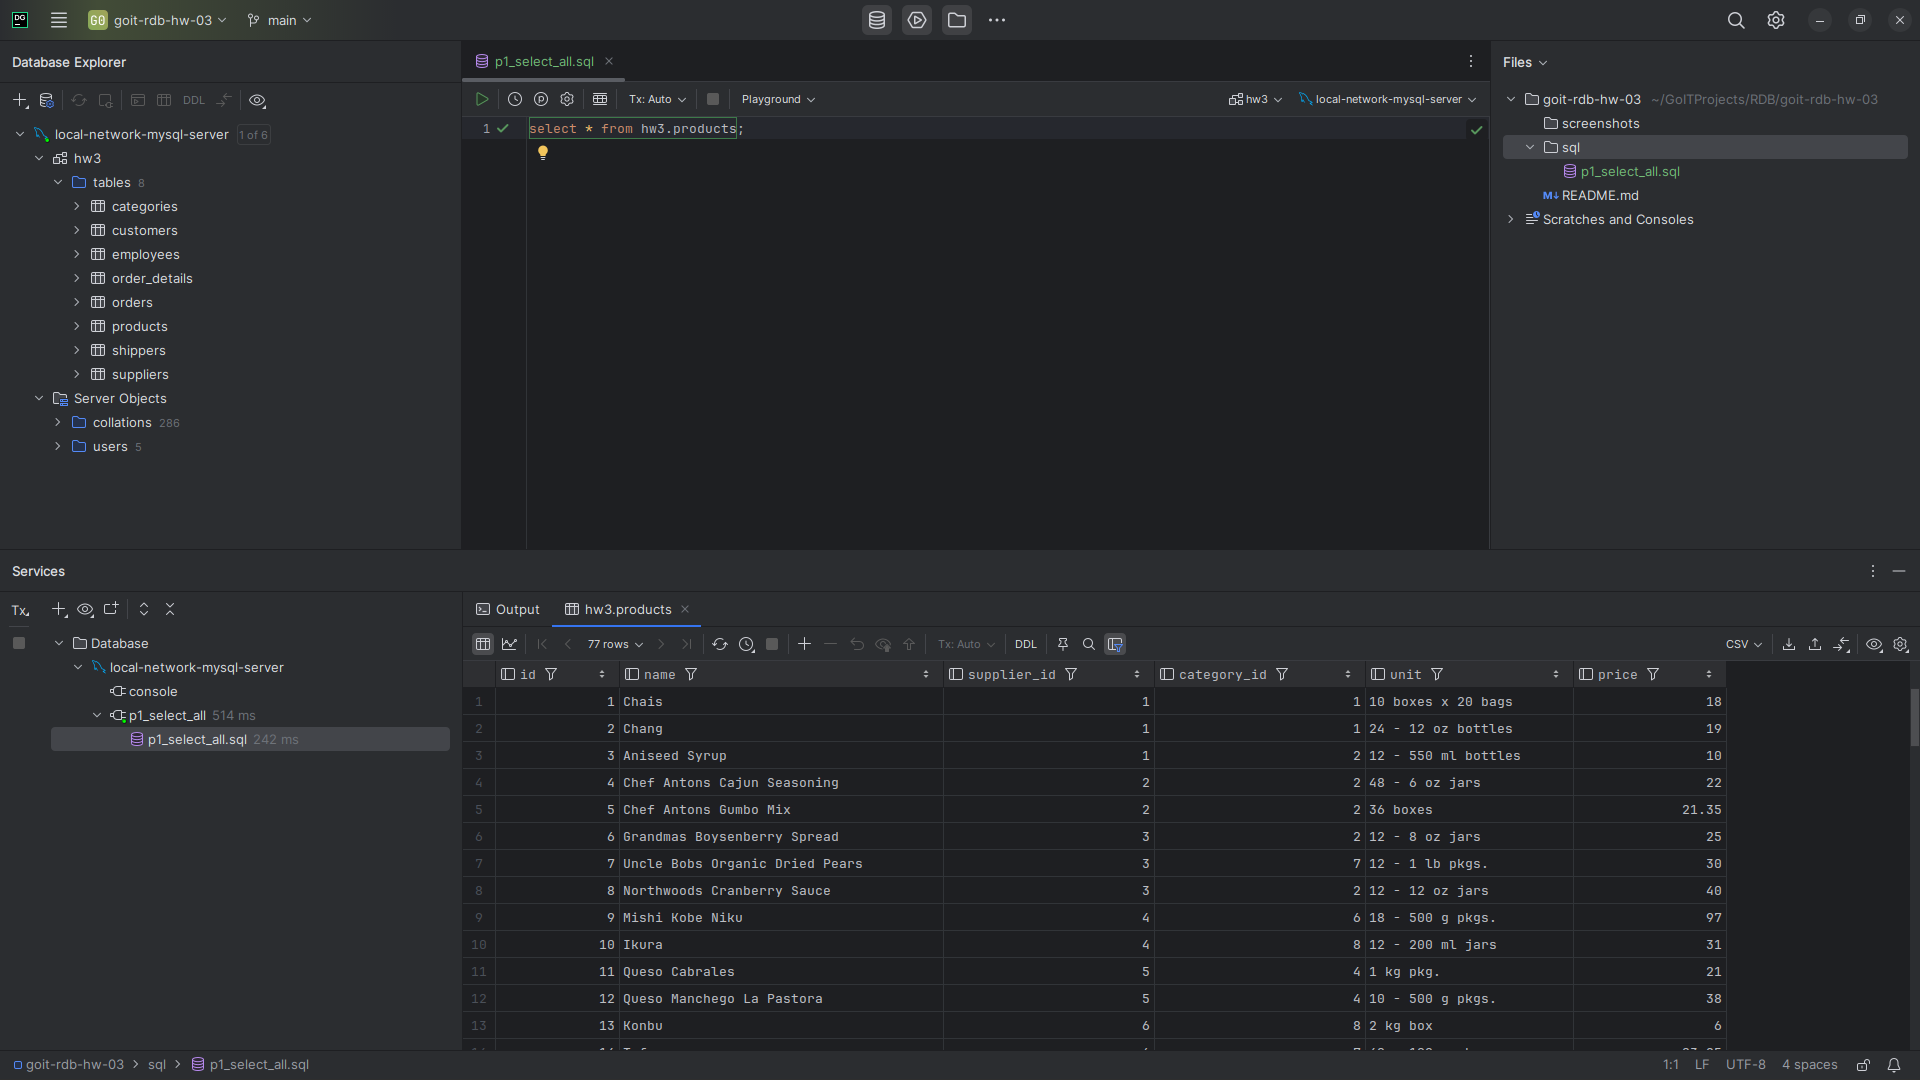 DG
GO goit-rdb-hw-03
main
Database Explorer
DDL
local-network-mysql-server 1 of 6
hw3
tables 8
categories
customers
employees
order_details
orders
products
shippers
suppliers
Server Objects
collations 286
users 5
p1_select_all.sql
Tx: Auto
Playground
hw3
local-network-mysql-server
1
select * from hw3.products;
Files
goit-rdb-hw-03 ~/GoITProjects/RDB/goit-rdb-hw-03
screenshots
sql
p1_select_all.sql
M↓ README.md
Scratches and Consoles
Services
Tx
Database
local-network-mysql-server
console
p1_select_all 514 ms
p1_select_all.sql 242 ms
Output
hw3.products
77 rows
Tx: Auto
DDL
CSV
id name supplier_id category_id unit price
1 1 Chais 1 1 10 boxes x 20 bags 18
2 2 Chang 1 1 24 - 12 oz bottles 19
3 3 Aniseed Syrup 1 2 12 - 550 ml bottles 10
4 4 Chef Antons Cajun Seasoning 2 2 48 - 6 oz jars 22
5 5 Chef Antons Gumbo Mix 2 2 36 boxes 21.35
6 6 Grandmas Boysenberry Spread 3 2 12 - 8 oz jars 25
7 7 Uncle Bobs Organic Dried Pears 3 7 12 - 1 lb pkgs. 30
8 8 Northwoods Cranberry Sauce 3 2 12 - 12 oz jars 40
9 9 Mishi Kobe Niku 4 6 18 - 500 g pkgs. 97
10 10 Ikura 4 8 12 - 200 ml jars 31
11 11 Queso Cabrales 5 4 1 kg pkg. 21
12 12 Queso Manchego La Pastora 5 4 10 - 500 g pkgs. 38
13 13 Konbu 6 8 2 kg box 6
goit-rdb-hw-03 > sql > p1_select_all.sql
1:1 LF UTF-8 4 spaces